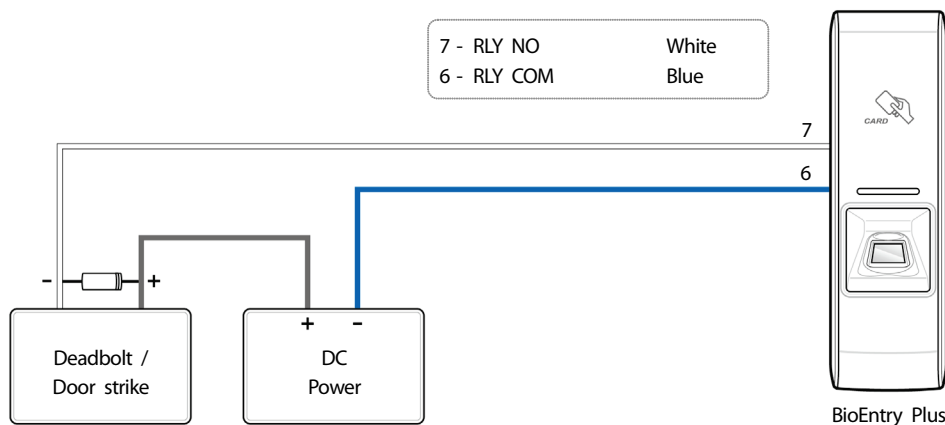 7 - RLY NO White
6 - RLY COM Blue
CARD
7
6
- +
+ -
Deadbolt /
Door strike
DC
Power
BioEntry Plus